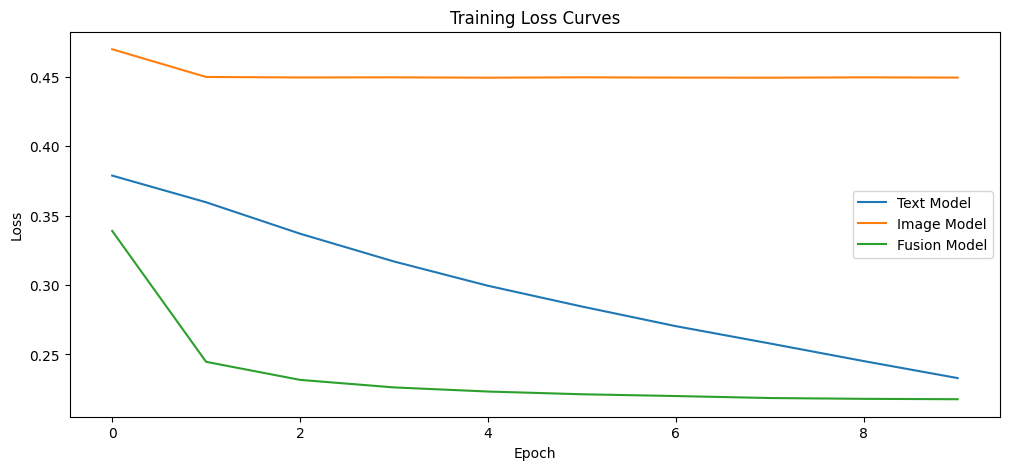 Training Loss Curves
0.45
0.40
0.35
0.30
0.25
Loss
Text Model
Image Model
Fusion Model
0 2 4 6 8
Epoch